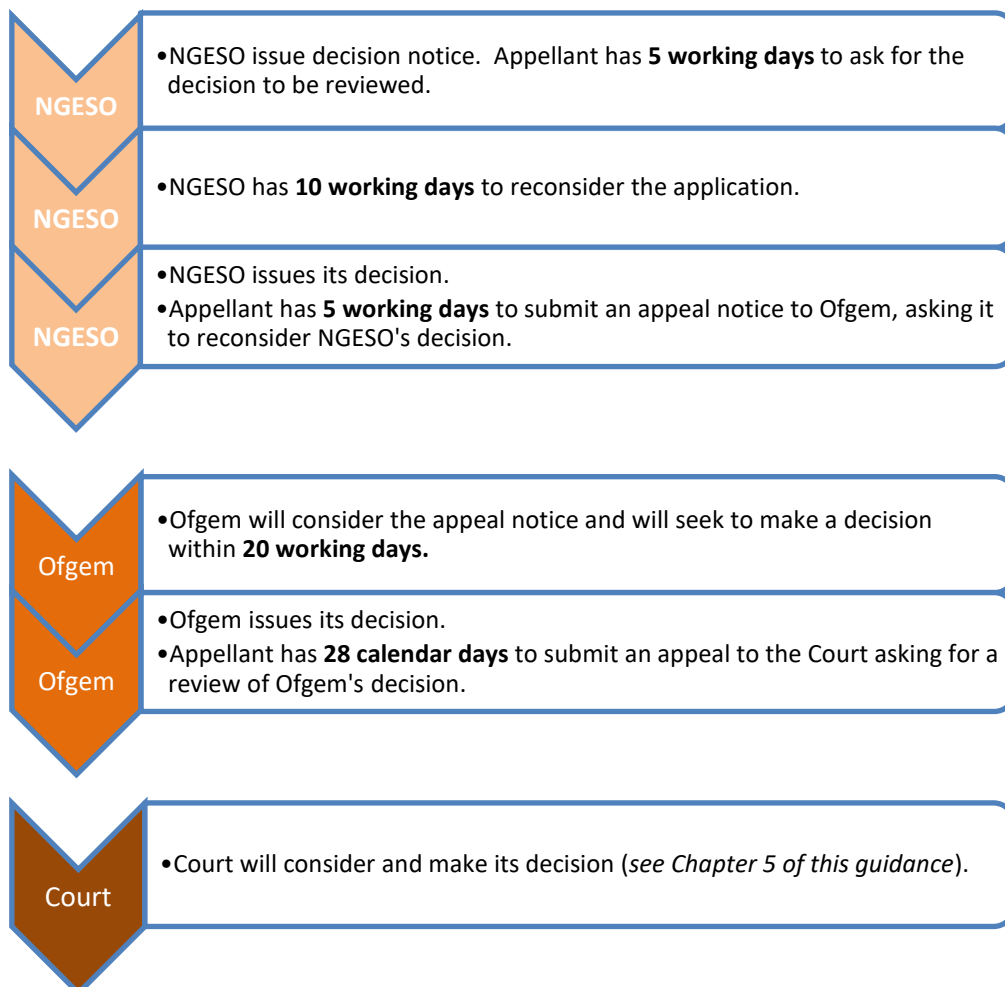 •NGESO issue decision notice.  Appellant has 5 working days to ask for the
decision to be reviewed.
NGESO
•NGESO has 10 working days to reconsider the application.
NGESO
•NGESO issues its decision.
•Appellant has 5 working days to submit an appeal notice to Ofgem, asking it
to reconsider NGESO's decision.
NGESO
•Ofgem will consider the appeal notice and will seek to make a decision
within 20 working days.
Ofgem
•Ofgem issues its decision.
•Appellant has 28 calendar days to submit an appeal to the Court asking for a
review of Ofgem's decision.
Ofgem
•Court will consider and make its decision (see Chapter 5 of this guidance).
Court